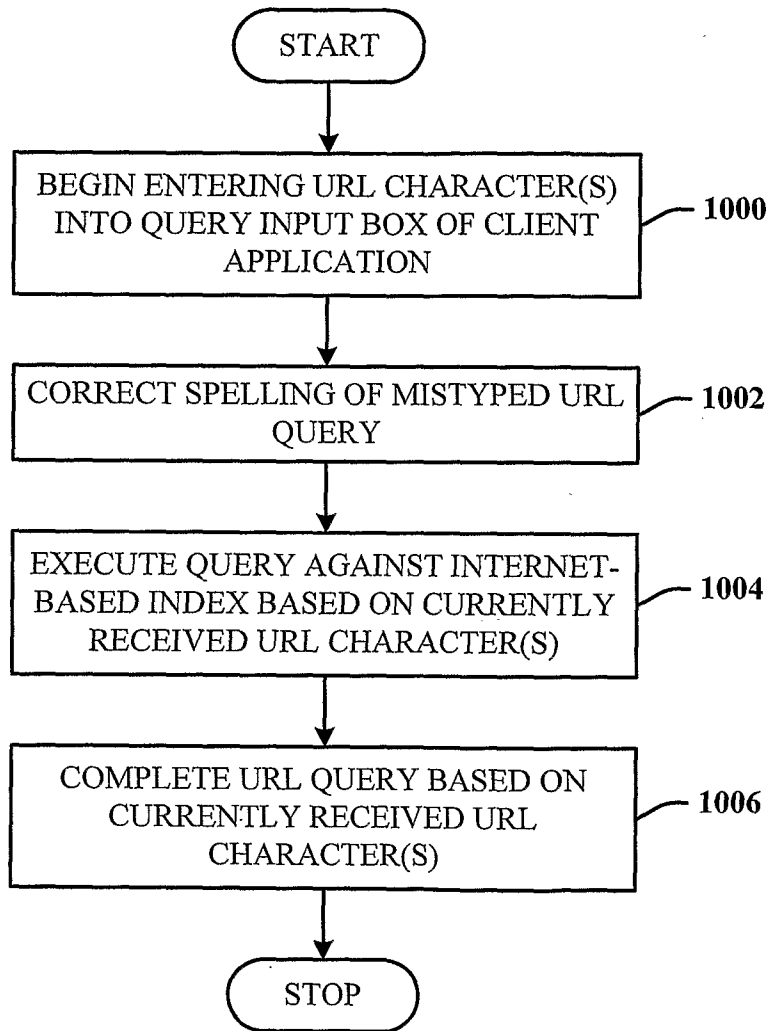 START
BEGIN ENTERING URL CHARACTER(S)
INTO QUERY INPUT BOX OF CLIENT
APPLICATION
1000
CORRECT SPELLING OF MISTYPED URL
QUERY
1002
EXECUTE QUERY AGAINST INTERNET-
BASED INDEX BASED ON CURRENTLY
RECEIVED URL CHARACTER(S)
1004
COMPLETE URL QUERY BASED ON
CURRENTLY RECEIVED URL
CHARACTER(S)
1006
STOP